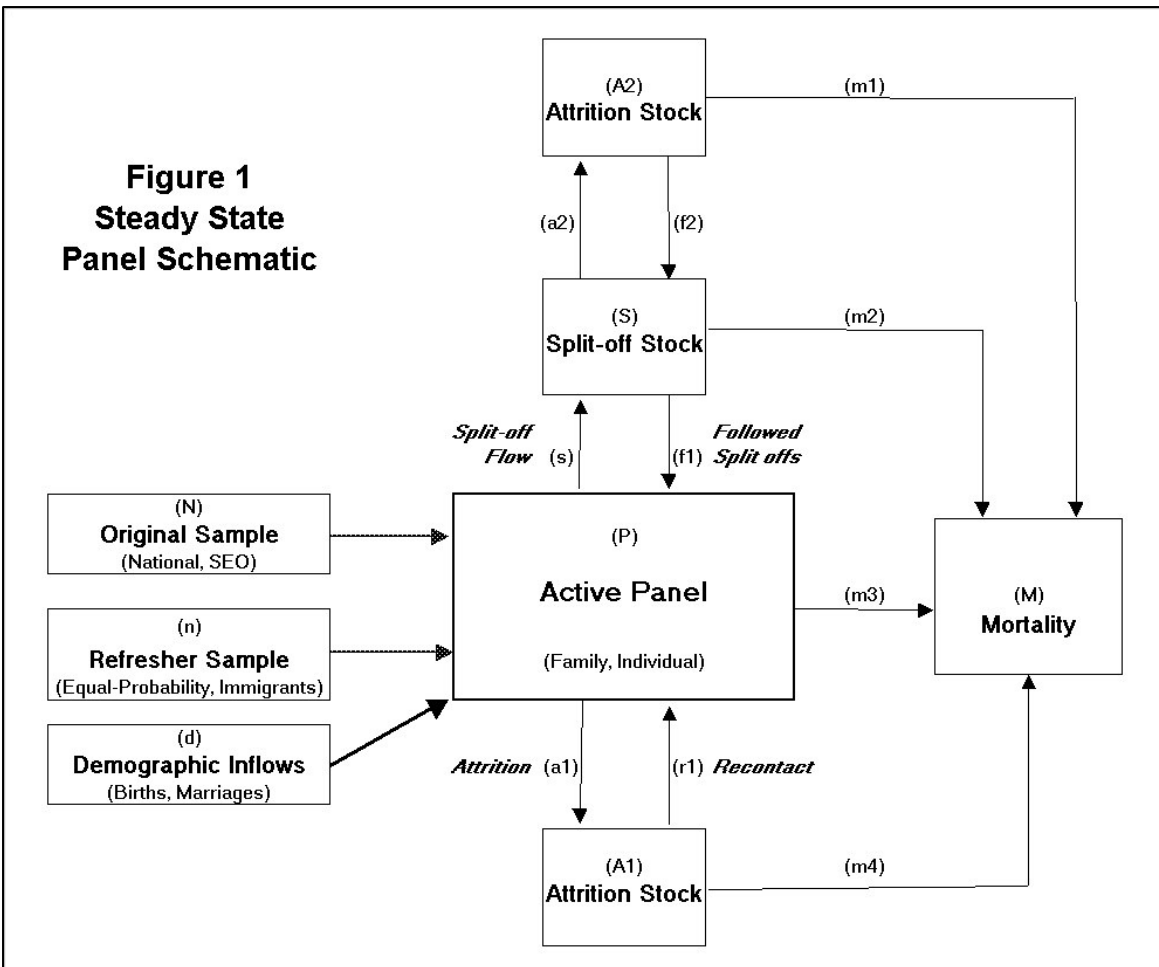 Figure 1
Steady State
Panel Schematic
(A2)
Attrition Stock
(m1)
(a2)
(f2)
(S)
Split-off Stock
(m2)
Split-off
Flow
(s)
(f1)
Followed
Split offs
(N)
Original Sample
(National, SEO)
(n)
Refresher Sample
(Equal-Probability, Immigrants)
(d)
Demographic Inflows
(Births, Marriages)
(P)
Active Panel
(Family, Individual)
(m3)
(M)
Mortality
Attrition
(a1)
(r1)
Recontact
(A1)
Attrition Stock
(m4)